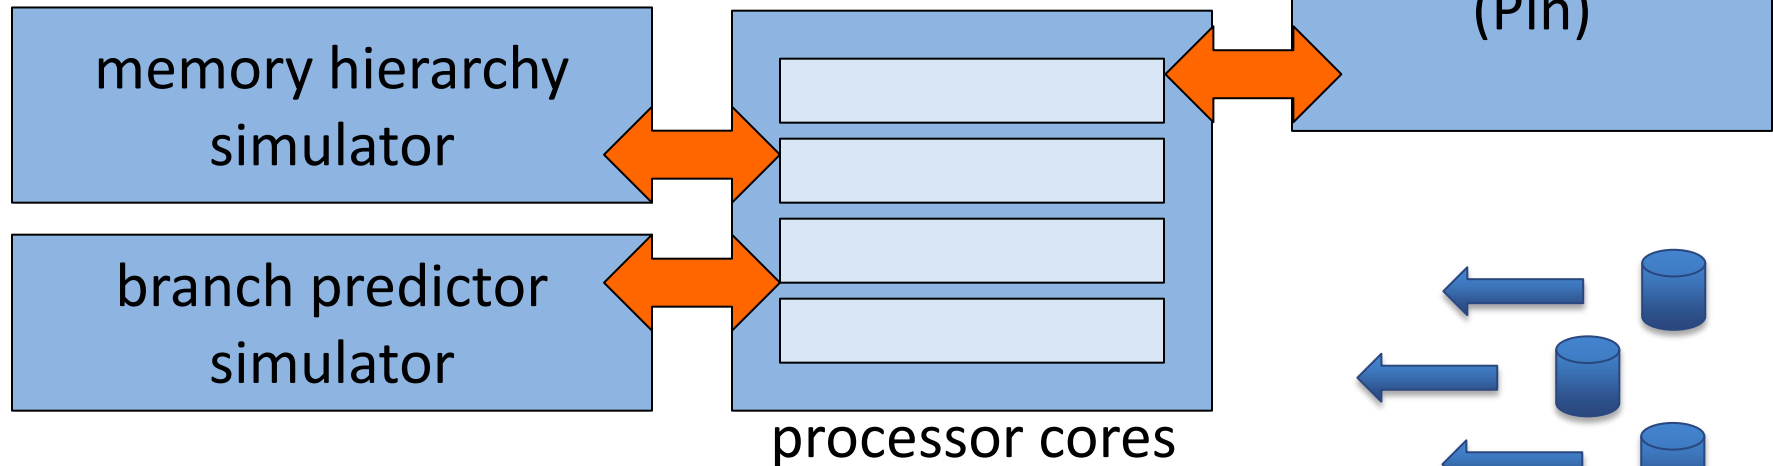 (Pin)
memory hierarchy
simulator
branch predictor
simulator
processor cores